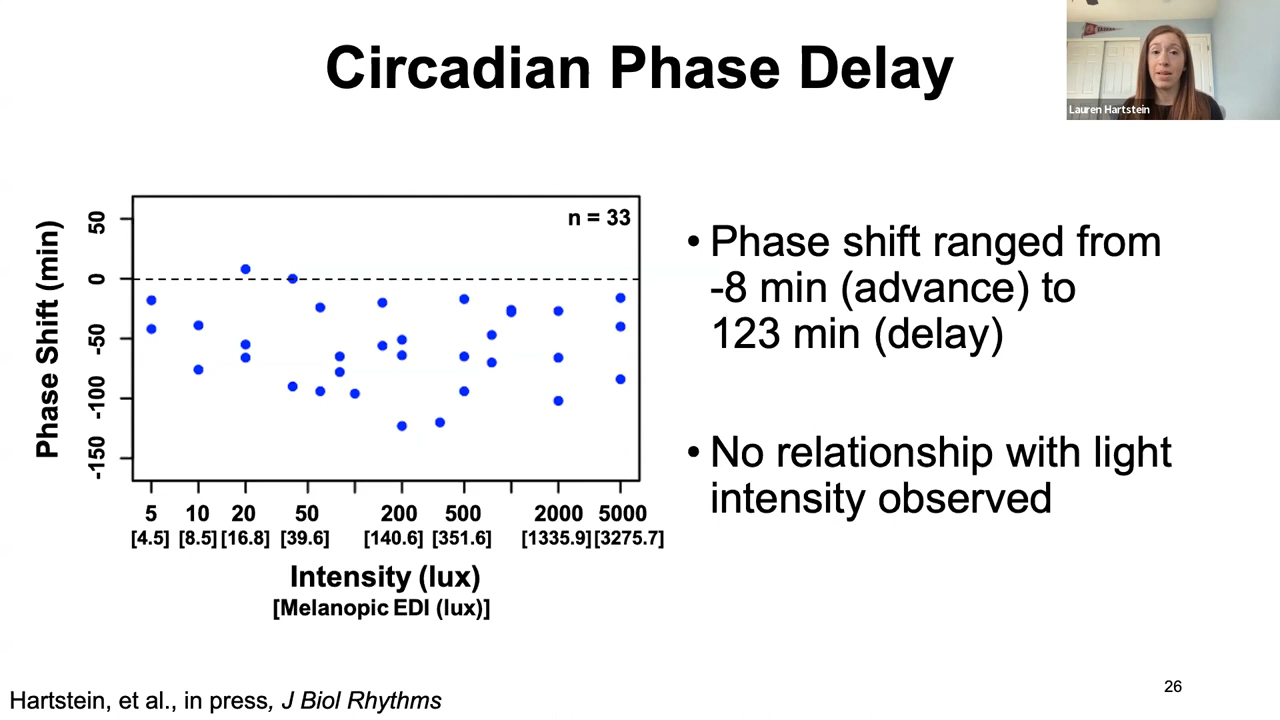 Circadian Phase Delay
Lauren Hartstein
n = 33
Phase Shift (min)
50
0
-50
-100
-150
5 10 20 50 200 500 2000 5000
[4.5] [8.5] [16.8] [39.6] [140.6] [351.6] [1335.9] [3275.7]
Intensity (lux)
[Melanopic EDI (lux)]
• Phase shift ranged from
-8 min (advance) to
123 min (delay)
• No relationship with light
intensity observed
Hartstein, et al., in press, J Biol Rhythms
26